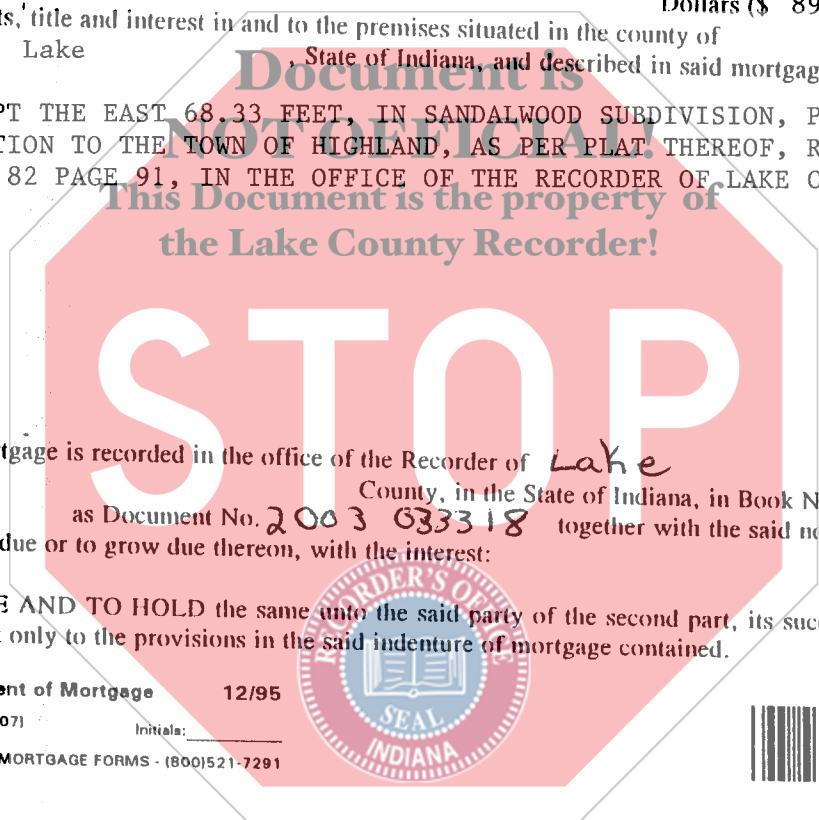 Dollars ($ 89
ts, title and interest in and to the premises situated in the county of
Lake , State of Indiana, and described in said mortgag
Document is
PT THE EAST 68.33 FEET, IN SANDALWOOD SUBDIVISION, P
NOT OFFICIAL!
TION TO THE TOWN OF HIGHLAND, AS PER PLAT THEREOF, R
82 PAGE 91, IN THE OFFICE OF THE RECORDER OF LAKE C
This Document is the property of
the Lake County Recorder!
STOP
tgage is recorded in the office of the Recorder of Lake
County, in the State of Indiana, in Book N
as Document No. 2003 033318 together with the said no
due or to grow due thereon, with the interest:
E AND TO HOLD the same unto the said party of the second part, its suc
only to the provisions in the said indenture of mortgage contained.
RECORDER'S OFFICE
SEAL
INDIANA
ent of Mortgage 12/95
07)
Initials:
MORTGAGE FORMS - (800)521-7291